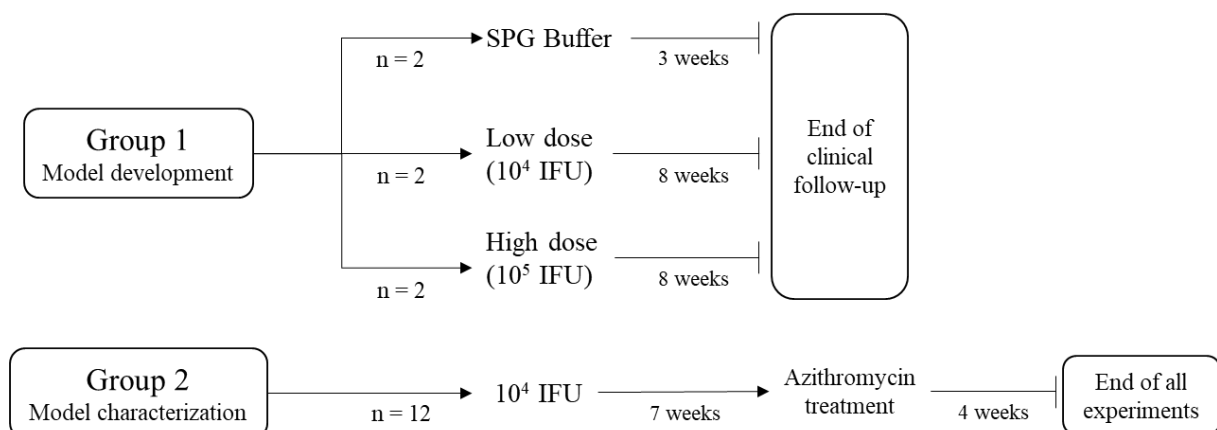 Group 1
Model development
n = 2
SPG Buffer
3 weeks
n = 2
Low dose
(10⁴ IFU)
8 weeks
n = 2
High dose
(10⁵ IFU)
8 weeks
End of
clinical
follow-up
Group 2
Model characterization
n = 12
10⁴ IFU
7 weeks
Azithromycin
treatment
4 weeks
End of all
experiments